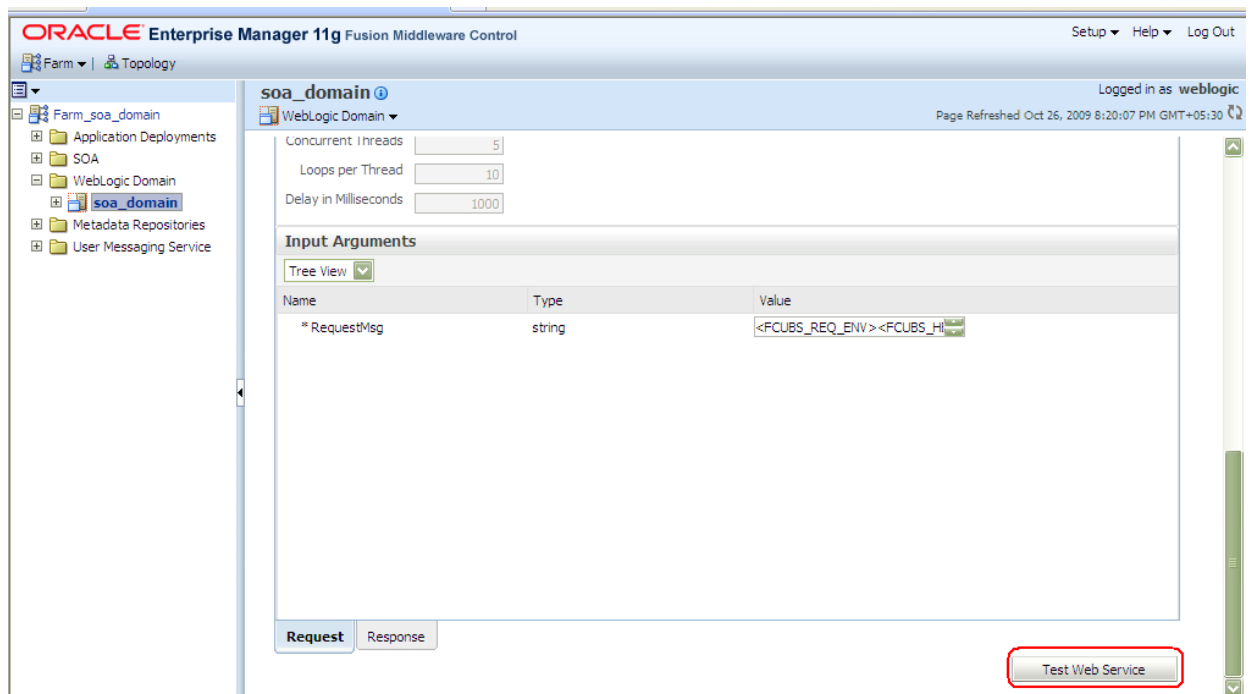 ORACLE Enterprise Manager 11g Fusion Middleware Control
Setup Help Log Out
Farm | Topology
soa_domain
Logged in as weblogic
WebLogic Domain
Page Refreshed Oct 26, 2009 8:20:07 PM GMT+05:30
Farm_soa_domain
Application Deployments
SOA
WebLogic Domain
soa_domain
Metadata Repositories
User Messaging Service
Concurrent Threads 5
Loops per Thread 10
Delay in Milliseconds 1000
Input Arguments
Tree View
Name Type Value
* RequestMsg string <FCUBS_REQ_ENV><FCUBS_H
Request Response
Test Web Service